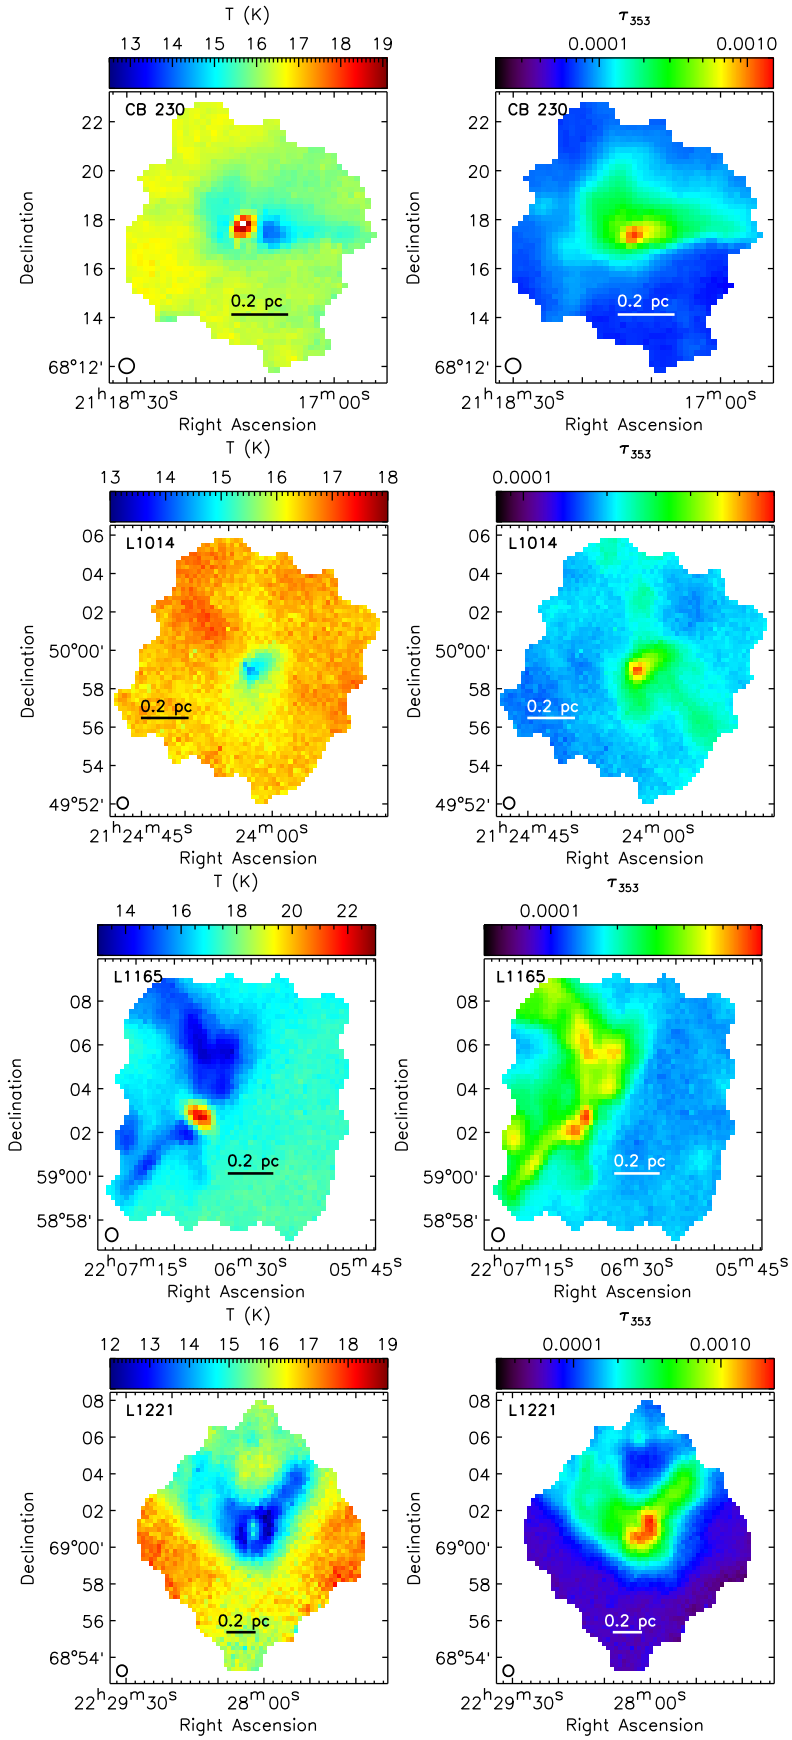 T (K)
τ353
13 14 15 16 17 18 19
0.0001 0.0010
CB 230
CB 230
22
20
18
16
14
68°12'
Declination
22
20
18
16
14
68°12'
Declination
0.2 pc
0.2 pc
21h18m30s 17m00s
21h18m30s 17m00s
Right Ascension
Right Ascension
T (K)
τ353
13 14 15 16 17 18
0.0001
L1014
L1014
06
04
02
50°00'
58
56
54
49°52'
Declination
06
04
02
50°00'
58
56
54
49°52'
Declination
0.2 pc
0.2 pc
21h24m45s 24m00s
21h24m45s 24m00s
Right Ascension
Right Ascension
T (K)
τ353
14 16 18 20 22
0.0001
L1165
L1165
08
06
04
02
59°00'
58°58'
Declination
08
06
04
02
59°00'
58°58'
Declination
0.2 pc
0.2 pc
22h07m15s 06m30s 05m45s
22h07m15s 06m30s 05m45s
Right Ascension
Right Ascension
T (K)
τ353
12 13 14 15 16 17 18 19
0.0001 0.0010
L1221
L1221
08
06
04
02
69°00'
58
56
68°54'
Declination
08
06
04
02
69°00'
58
56
68°54'
Declination
0.2 pc
0.2 pc
22h29m30s 28m00s
22h29m30s 28m00s
Right Ascension
Right Ascension